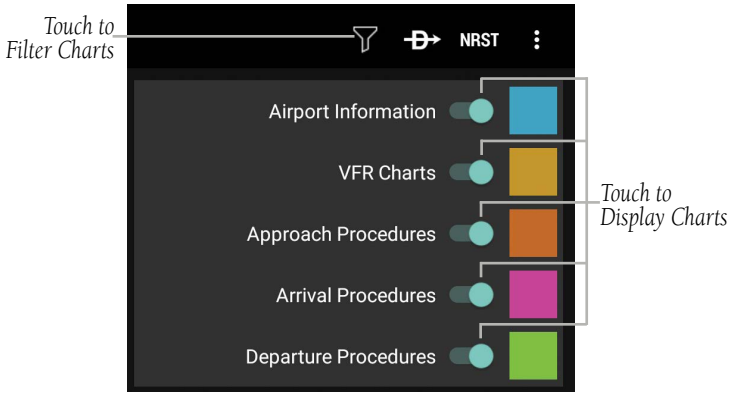 Touch to
Filter Charts
NRST
Airport Information
VFR Charts
Approach Procedures
Arrival Procedures
Departure Procedures
Touch to
Display Charts